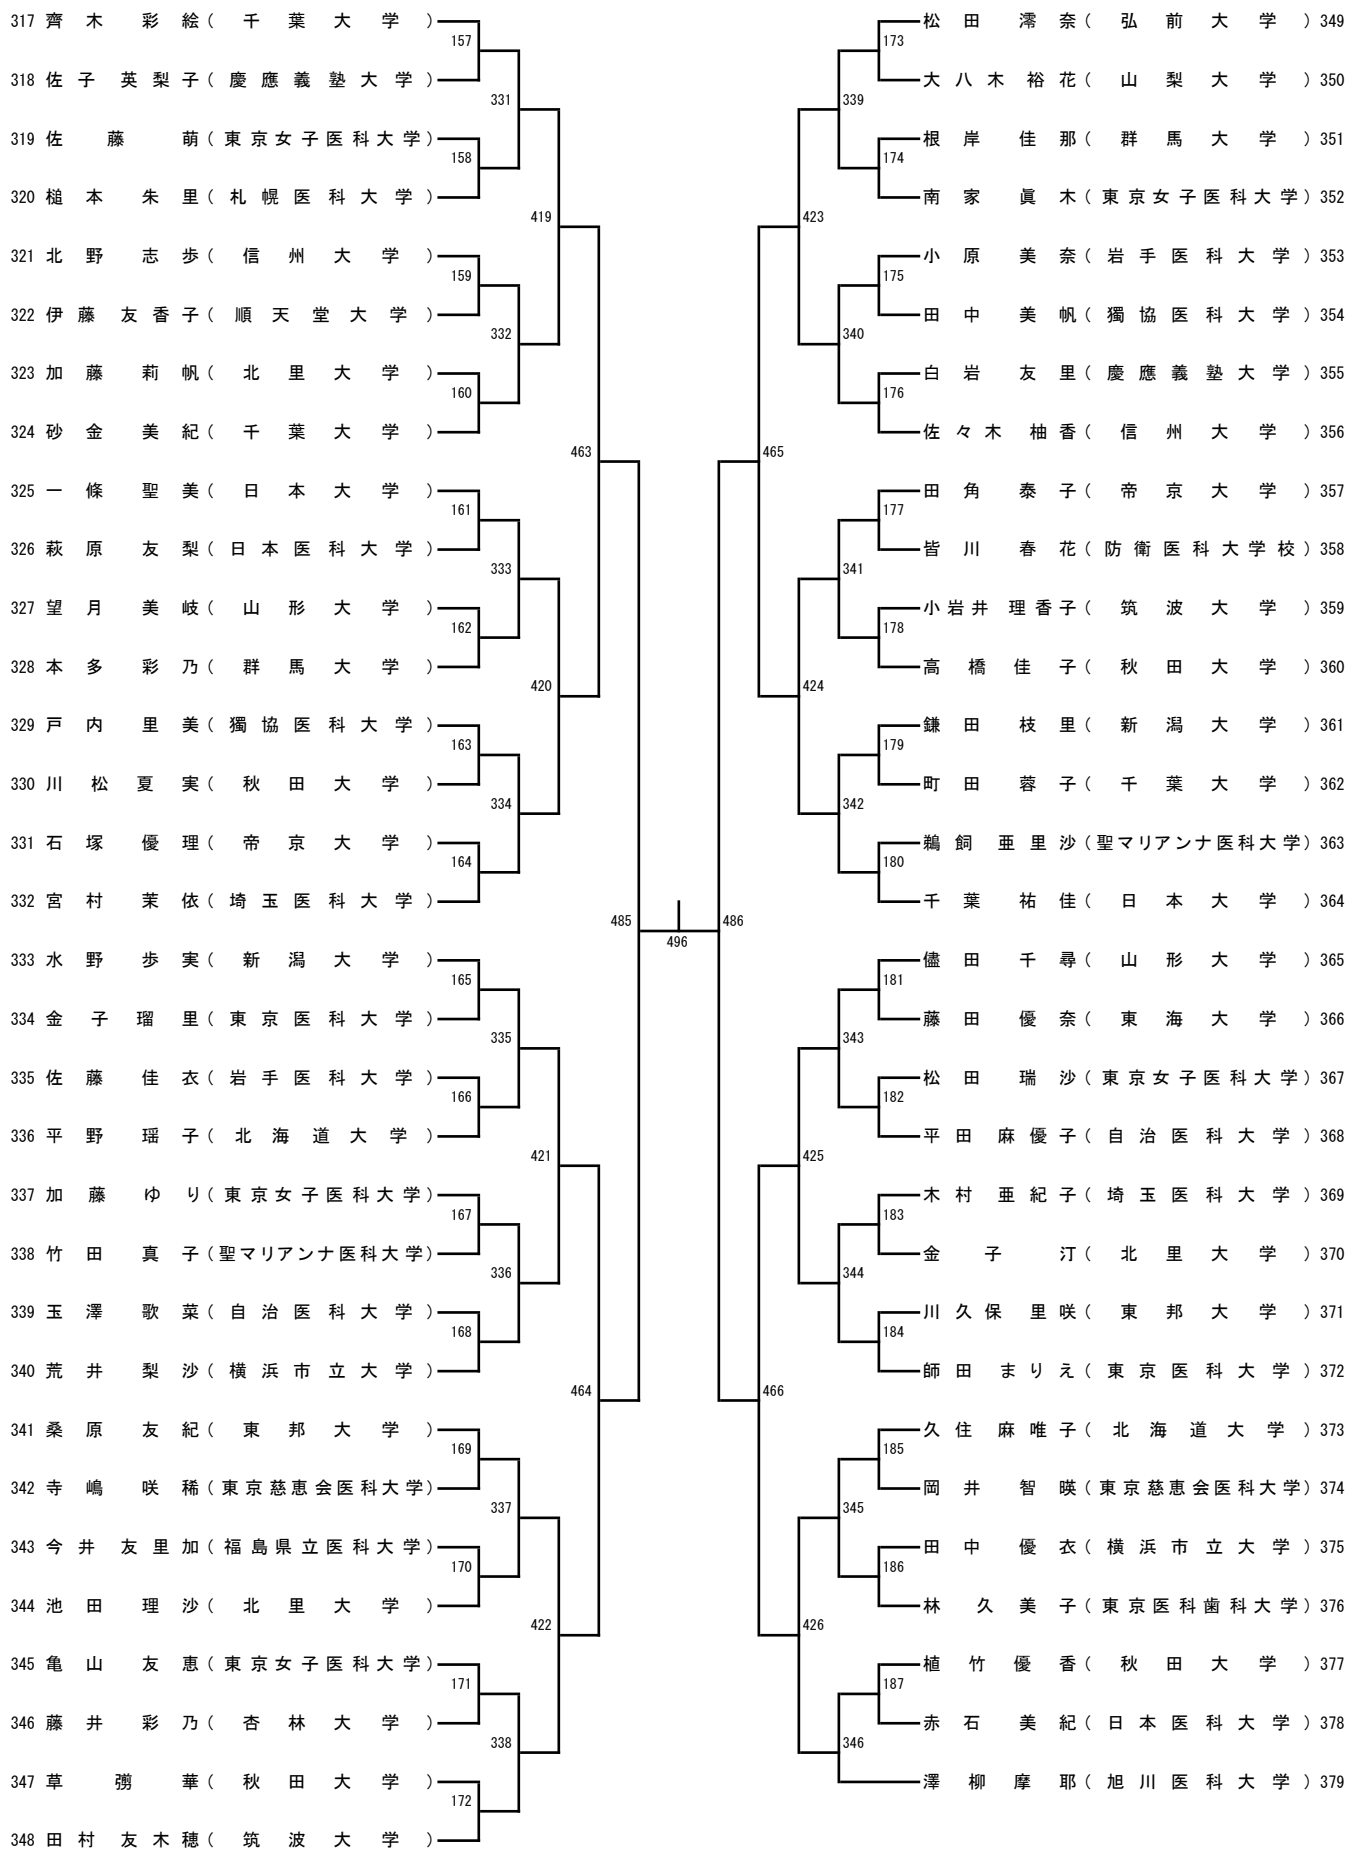 317 齊木 彩絵 (千葉大学)
157
318 佐子 英梨子 (慶應義塾大学)
331
319 佐藤 萌 (東京女子医科大学)
158
320 槌本 朱里 (札幌医科大学)
419
321 北野 志歩 (信州大学)
159
322 伊藤 友香子 (順天堂大学)
332
323 加藤 莉帆 (北里大学)
160
324 砂金 美紀 (千葉大学)
463
325 一條 聖美 (日本大学)
161
326 萩原 友梨 (日本医科大学)
333
327 望月 美岐 (山形大学)
162
328 本多 彩乃 (群馬大学)
420
329 戸内 里美 (獨協医科大学)
163
330 川松 夏実 (秋田大学)
334
331 石塚 優理 (帝京大学)
164
332 宮村 茉依 (埼玉医科大学)
485
496
333 水野 歩実 (新潟大学)
165
334 金子 瑠里 (東京医科大学)
335
335 佐藤 佳衣 (岩手医科大学)
166
336 平野 瑶子 (北海道大学)
421
337 加藤 ゆり (東京女子医科大学)
167
338 竹田 真子 (聖マリアンナ医科大学)
336
339 玉澤 歌菜 (自治医科大学)
168
340 荒井 梨沙 (横浜市立大学)
464
341 桑原 友紀 (東邦大学)
169
342 寺嶋 咲稀 (東京慈恵会医科大学)
337
343 今井 友里加 (福島県立医科大学)
170
344 池田 理沙 (北里大学)
422
345 亀山 友恵 (東京女子医科大学)
171
346 藤井 彩乃 (杏林大学)
338
347 草彅 華 (秋田大学)
172
348 田村 友木穂 (筑波大学)
松田 澪奈 (弘前大学) 349
173
大八木 裕花 (山梨大学) 350
339
根岸 佳那 (群馬大学) 351
174
南家 眞木 (東京女子医科大学) 352
423
小原 美奈 (岩手医科大学) 353
175
田中 美帆 (獨協医科大学) 354
340
白岩 友里 (慶應義塾大学) 355
176
佐々木 柚香 (信州大学) 356
465
田角 泰子 (帝京大学) 357
177
皆川 春花 (防衛医科大学校) 358
341
小岩井 理香子 (筑波大学) 359
178
高橋 佳子 (秋田大学) 360
424
鎌田 枝里 (新潟大学) 361
179
町田 蓉子 (千葉大学) 362
342
鵜飼 亜里沙 (聖マリアンナ医科大学) 363
180
千葉 祐佳 (日本大学) 364
486
儘田 千尋 (山形大学) 365
181
藤田 優奈 (東海大学) 366
343
松田 瑞沙 (東京女子医科大学) 367
182
平田 麻優子 (自治医科大学) 368
425
木村 亜紀子 (埼玉医科大学) 369
183
金子 汀 (北里大学) 370
344
川久保 里咲 (東邦大学) 371
184
師田 まりえ (東京医科大学) 372
466
久住 麻唯子 (北海道大学) 373
185
岡井 智暎 (東京慈恵会医科大学) 374
345
田中 優衣 (横浜市立大学) 375
186
林 久美子 (東京医科歯科大学) 376
426
植竹 優香 (秋田大学) 377
187
赤石 美紀 (日本医科大学) 378
346
澤柳 摩耶 (旭川医科大学) 379